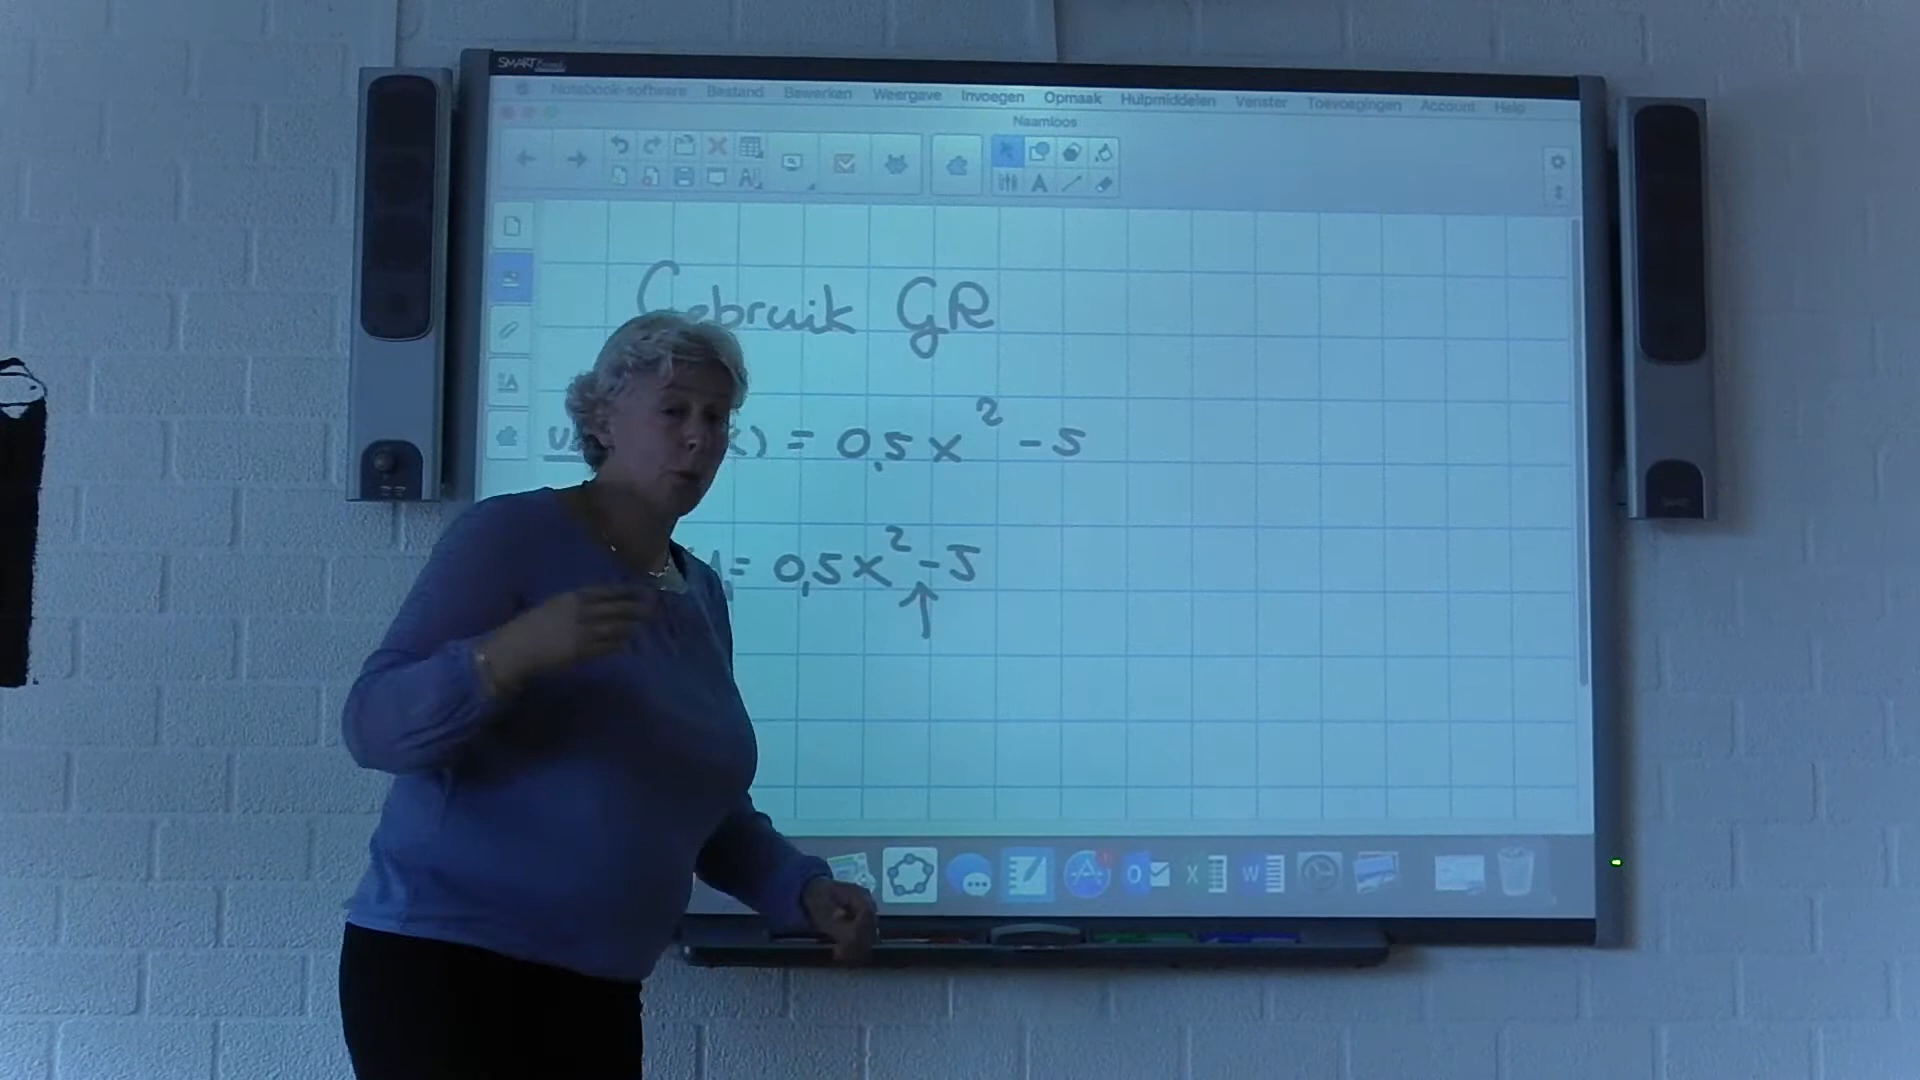 SMART Board
Notebook-software Bestand Bewerken Weergave Invoegen Opmaak Hulpmiddelen Venster Toevoegingen Account Help
Naamloos
Gebruik GR
x) = 0,5x² - 5
= 0,5x² - 5